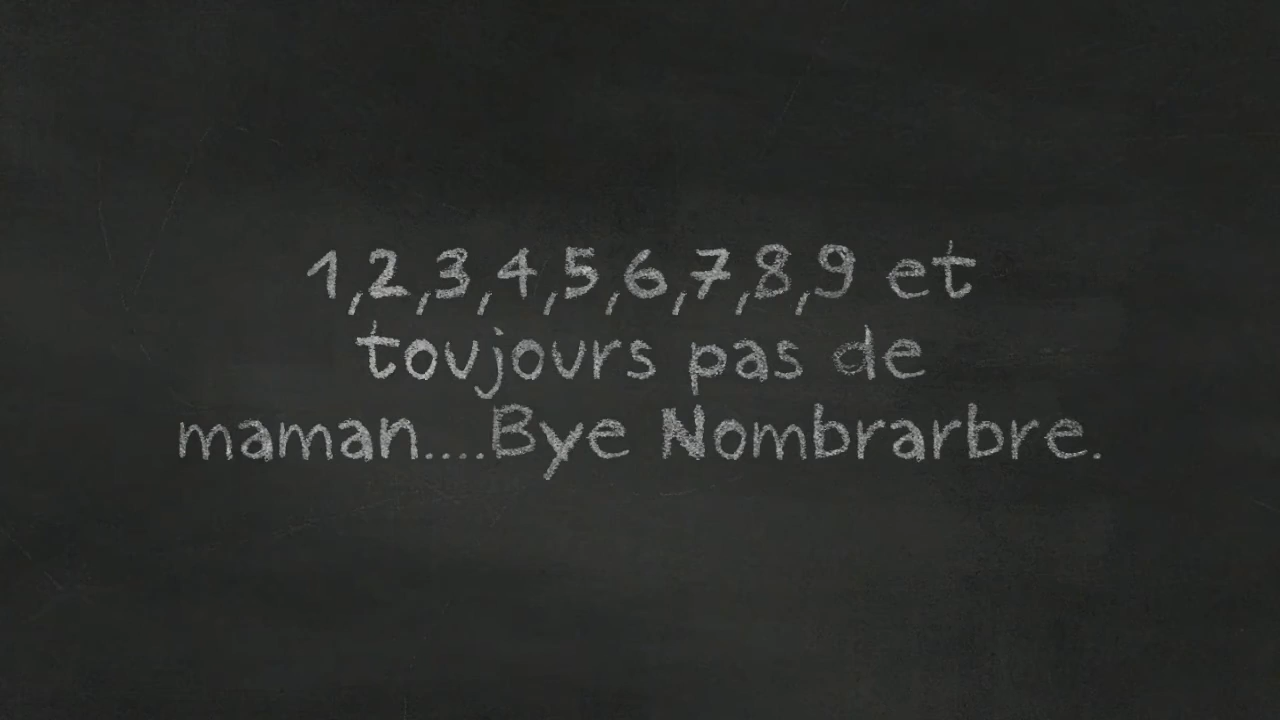 1,2,3,4,5,6,7,8,9 et
toujours pas de
maman....Bye Nombrarbre.